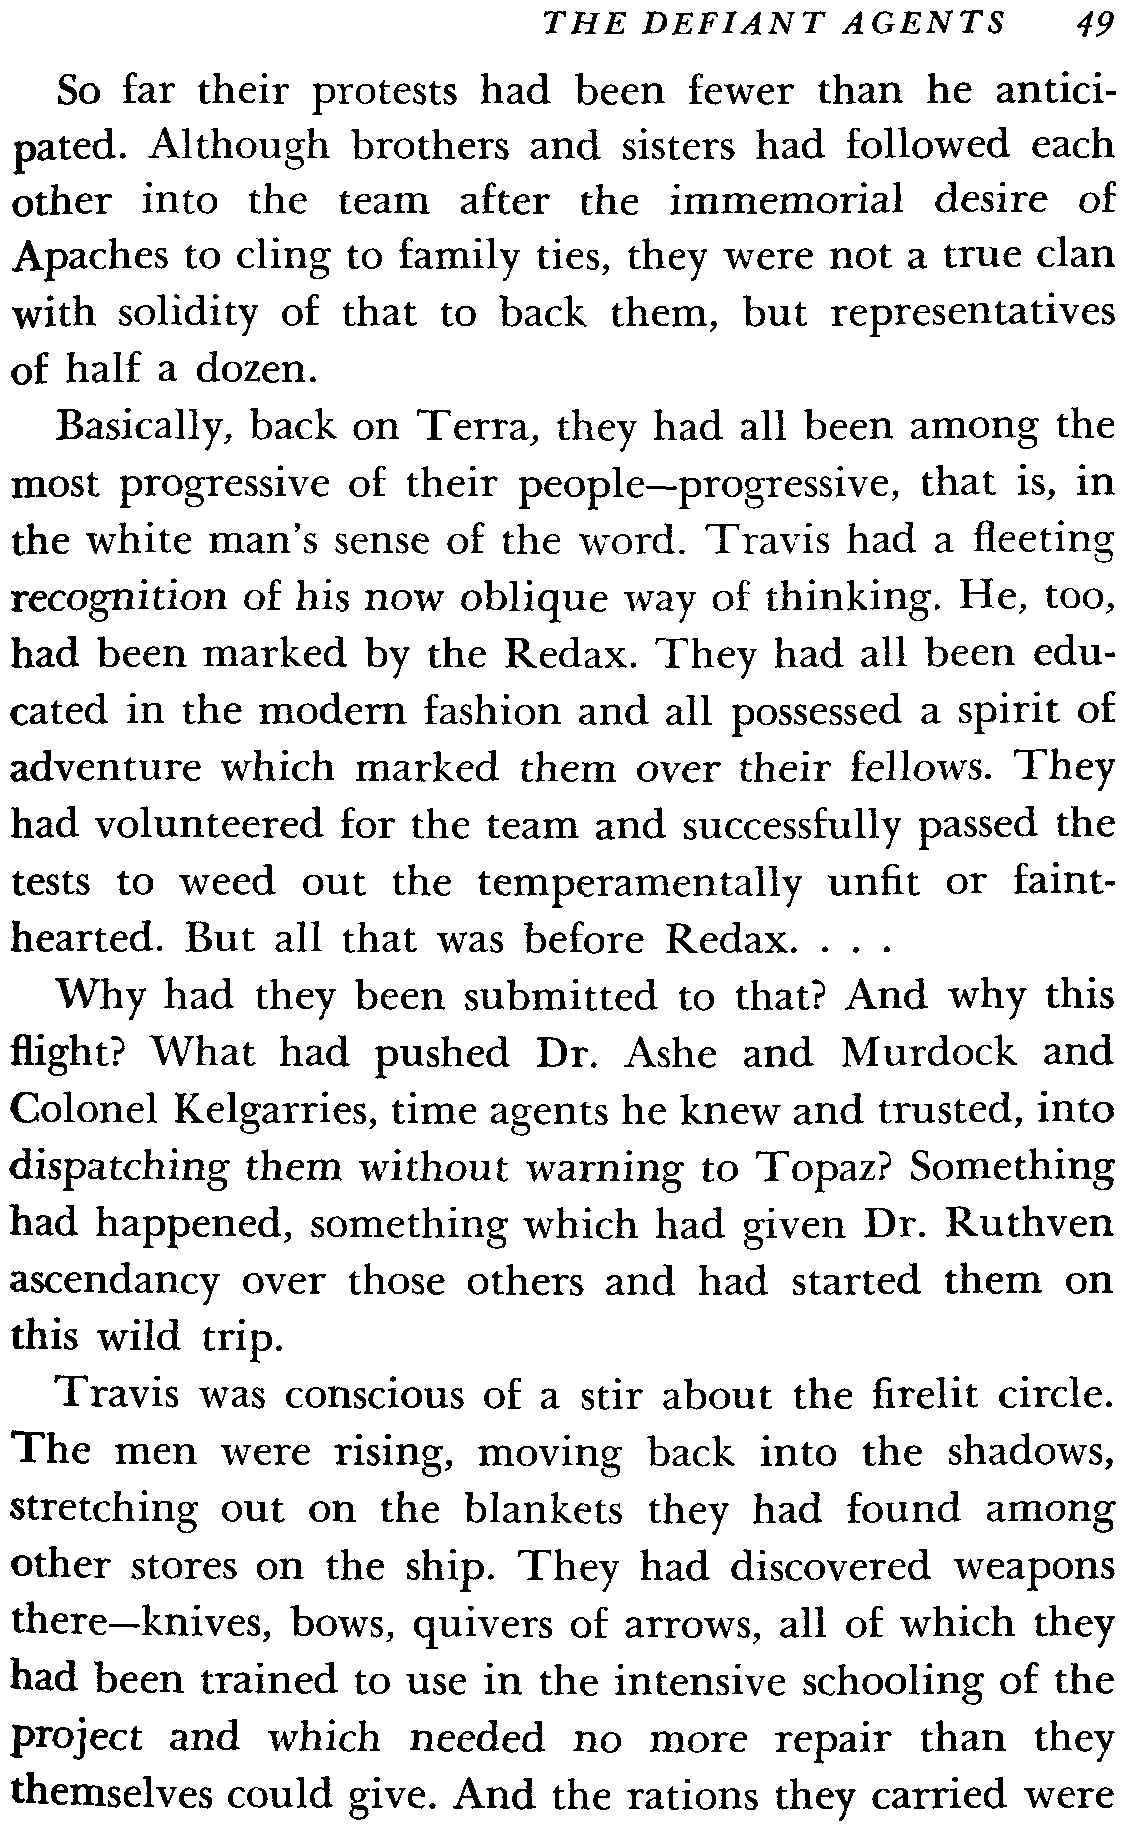 THE DEFIANT AGENTS 49
So far their protests had been fewer than he antici-
pated. Although brothers and sisters had followed each
other into the team after the immemorial desire of
Apaches to cling to family ties, they were not a true clan
with solidity of that to back them, but representatives
of half a dozen.
Basically, back on Terra, they had all been among the
most progressive of their people—progressive, that is, in
the white man's sense of the word. Travis had a fleeting
recognition of his now oblique way of thinking. He, too,
had been marked by the Redax. They had all been edu-
cated in the modern fashion and all possessed a spirit of
adventure which marked them over their fellows. They
had volunteered for the team and successfully passed the
tests to weed out the temperamentally unfit or faint-
hearted. But all that was before Redax. . . .
Why had they been submitted to that? And why this
flight? What had pushed Dr. Ashe and Murdock and
Colonel Kelgarries, time agents he knew and trusted, into
dispatching them without warning to Topaz? Something
had happened, something which had given Dr. Ruthven
ascendancy over those others and had started them on
this wild trip.
Travis was conscious of a stir about the firelit circle.
The men were rising, moving back into the shadows,
stretching out on the blankets they had found among
other stores on the ship. They had discovered weapons
there—knives, bows, quivers of arrows, all of which they
had been trained to use in the intensive schooling of the
project and which needed no more repair than they
themselves could give. And the rations they carried were